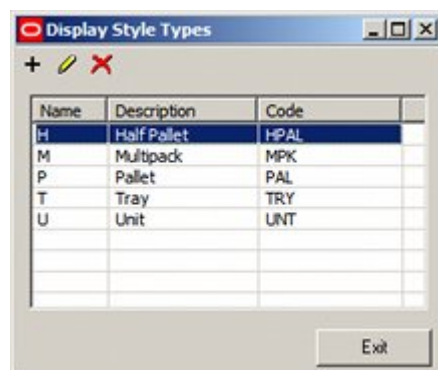 Display Style Types
Name Description Code
H Half Pallet HPAL
M Multipack MPK
P Pallet PAL
T Tray TRY
U Unit UNT
Exit